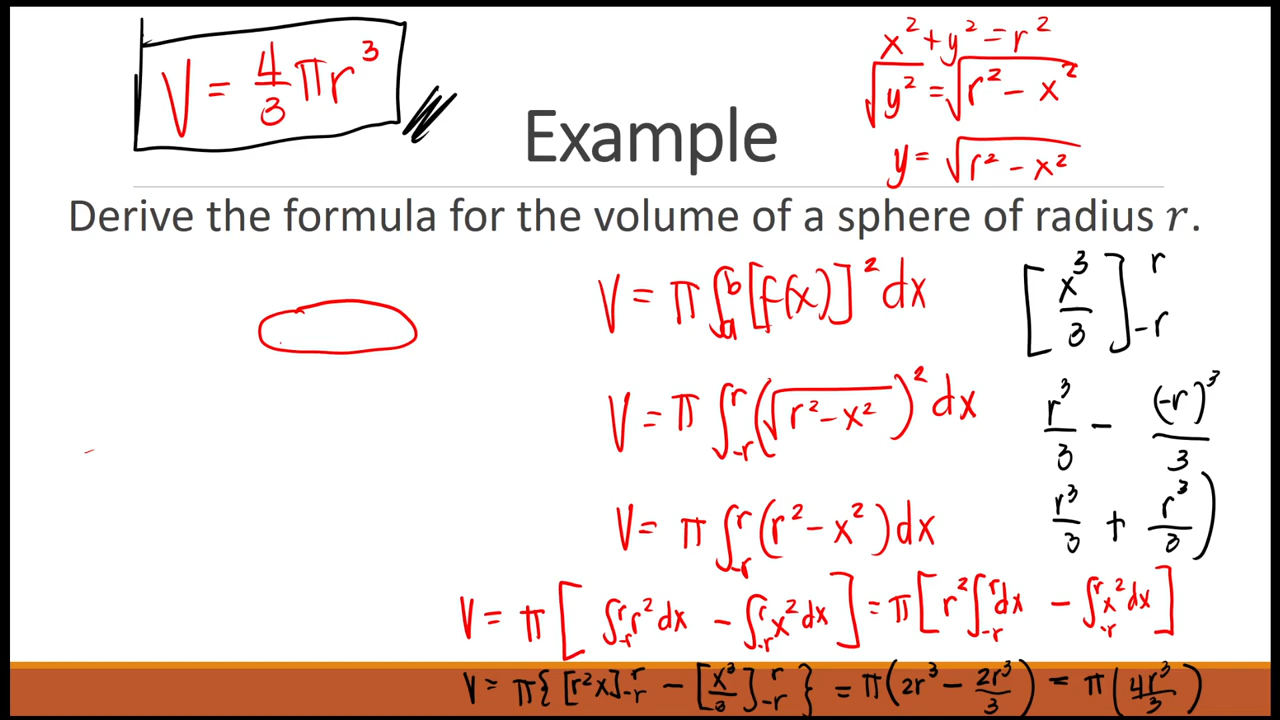 V = 4/3 πr³
x² + y² = r²
√y² = √r² − x²
y = √r² − x²
Example
Derive the formula for the volume of a sphere of radius r.
V = π ∫ₐᵇ [f(x)]² dx
V = π ∫₋ᵣʳ (√r² − x²)² dx
V = π ∫₋ᵣʳ (r² − x²) dx
[x³/3]₋ᵣʳ
r³/3 − (−r)³/3
r³/3 + r³/3)
V = π [∫₋ᵣʳ r² dx − ∫₋ᵣʳ x² dx] = π [r² ∫₋ᵣʳ dx − ∫₋ᵣʳ x² dx]
V = π{[r²x]₋ᵣʳ − [x³/3]₋ᵣʳ} = π(2r³ − 2r³/3) = π(4r³/3)